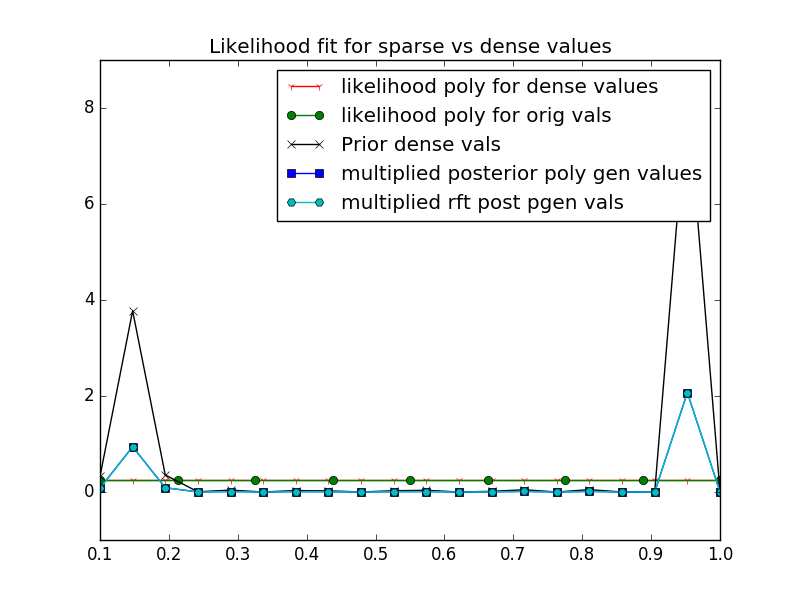 Likelihood fit for sparse vs dense values
likelihood poly for dense values
likelihood poly for orig vals
Prior dense vals
multiplied posterior poly gen values
multiplied rft post pgen vals
8
6
4
2
0
0.1 0.2 0.3 0.4 0.5 0.6 0.7 0.8 0.9 1.0